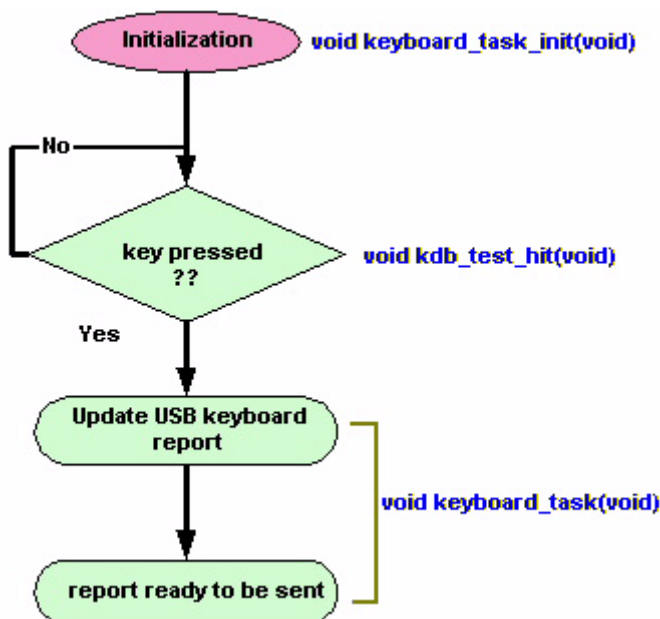 Initialization
void keyboard_task_init(void)
No
key pressed
??
void kdb_test_hit(void)
Yes
Update USB keyboard
report
void keyboard_task(void)
report ready to be sent